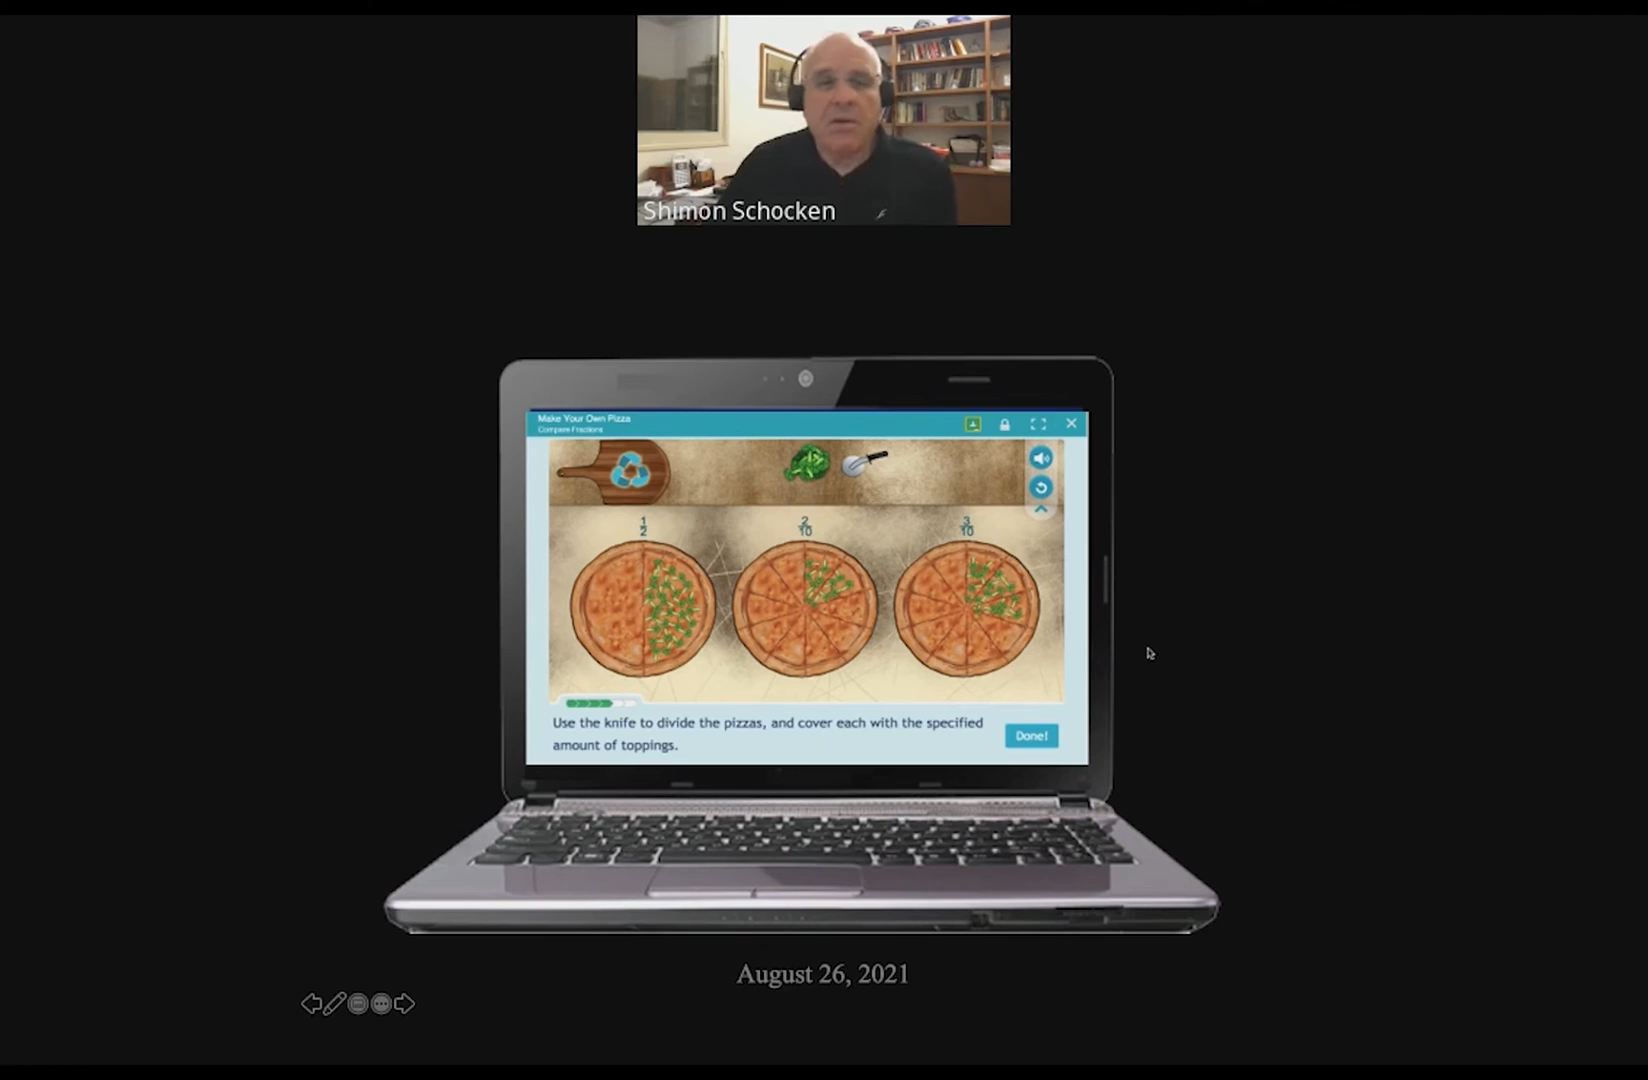 Shimon Schocken
Make Your Own Pizza
Compare Fractions
1
2
2
10
3
10
Use the knife to divide the pizzas, and cover each with the specified
amount of toppings.
Done!
August 26, 2021